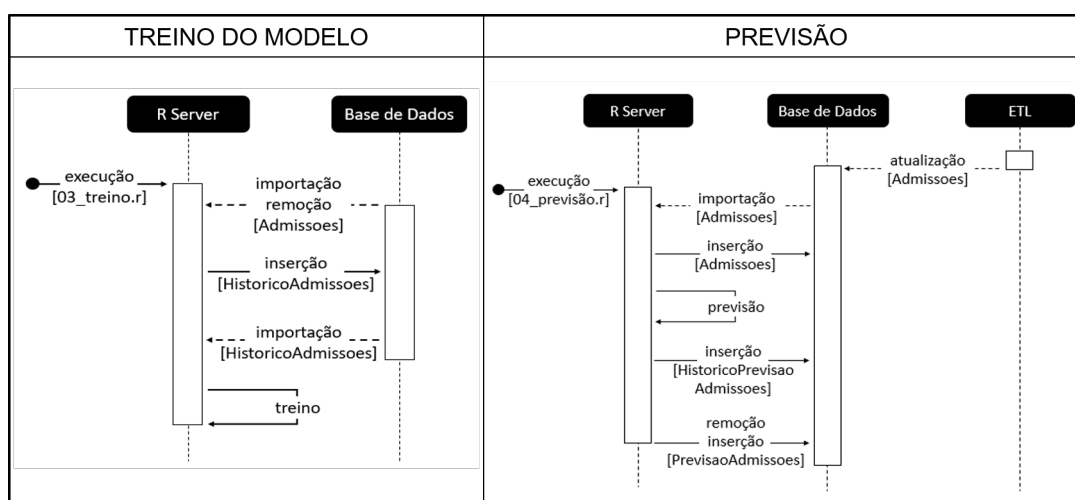 TREINO DO MODELO
R Server
Base de Dados
execução
[03_treino.r]
importação
remoção
[Admissoes]
inserção
[HistoricoAdmissoes]
importação
[HistoricoAdmissoes]
treino
PREVISÃO
R Server
Base de Dados
ETL
atualização
[Admissoes]
execução
[04_previsão.r]
importação
[Admissoes]
inserção
[Admissoes]
previsão
inserção
[HistoricoPrevisao
Admissoes]
remoção
inserção
[PrevisaoAdmissoes]